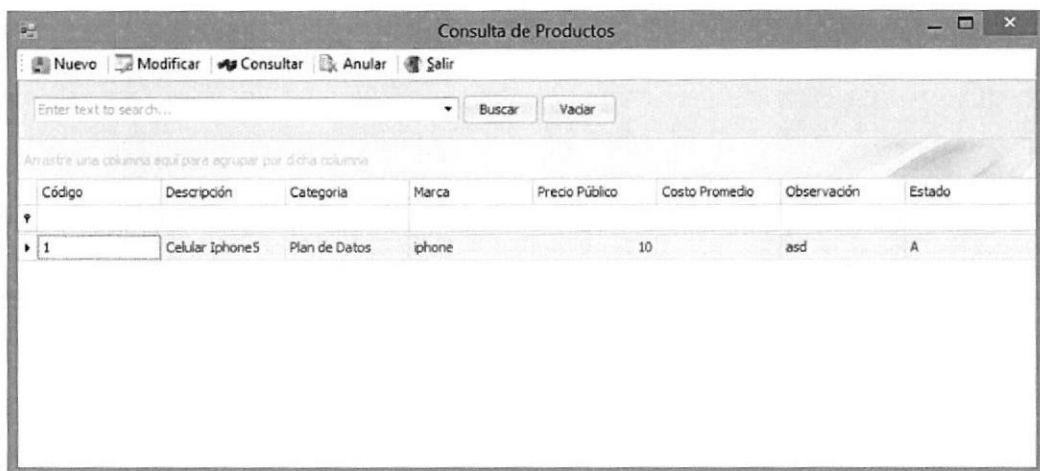 Consulta de Productos
Nuevo Modificar Consultar Anular Salir
Enter text to search... Buscar Vaciar
Arrastre una columna aquí para agrupar por dicha columna
Código Descripción Categoria Marca Precio Público Costo Promedio Observación Estado
1 Celular Iphone5 Plan de Datos iphone 10 asd A